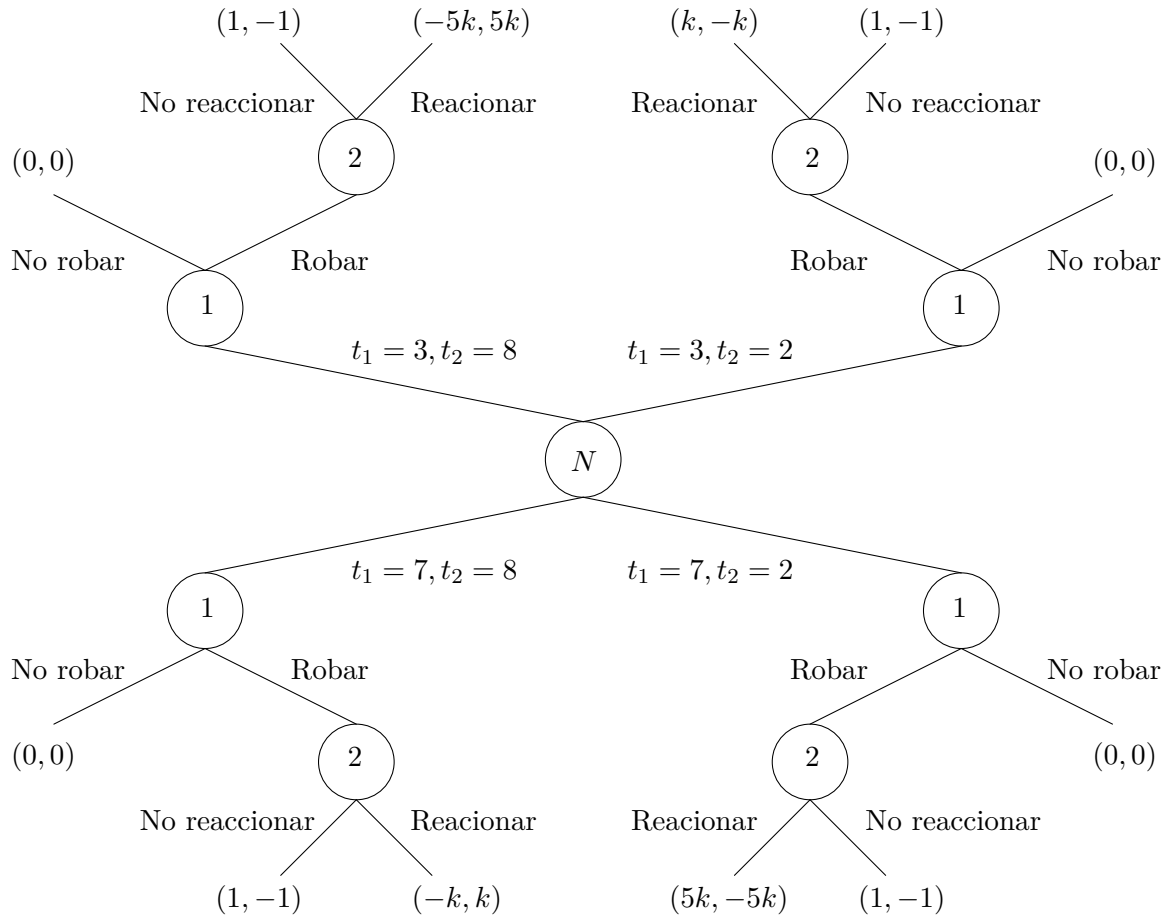 (1, −1) (−5k, 5k) (k, −k) (1, −1)
No reaccionar Reacionar Reacionar No reaccionar
2 2
(0, 0) (0, 0)
No robar Robar Robar No robar
1 1
t₁ = 3, t₂ = 8 t₁ = 3, t₂ = 2
N
t₁ = 7, t₂ = 8 t₁ = 7, t₂ = 2
1 1
No robar Robar Robar No robar
(0, 0) 2 2 (0, 0)
No reaccionar Reacionar Reacionar No reaccionar
(1, −1) (−k, k) (5k, −5k) (1, −1)